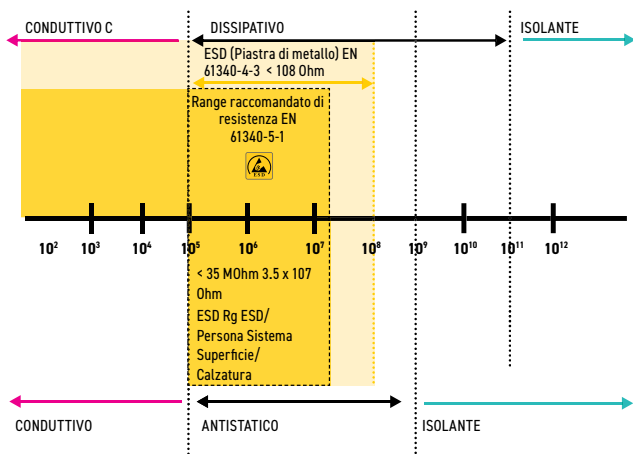 CONDUTTIVO C
DISSIPATIVO
ISOLANTE
ESD (Piastra di metallo) EN
61340-4-3 < 108 Ohm
Range raccomandato di
resistenza EN
61340-5-1
ESD
10² 10³ 10⁴ 10⁵ 10⁶ 10⁷ 10⁸ 10⁹ 10¹⁰ 10¹¹ 10¹²
< 35 MOhm 3.5 x 107
Ohm
ESD Rg ESD/
Persona Sistema
Superficie/
Calzatura
CONDUTTIVO
ANTISTATICO
ISOLANTE